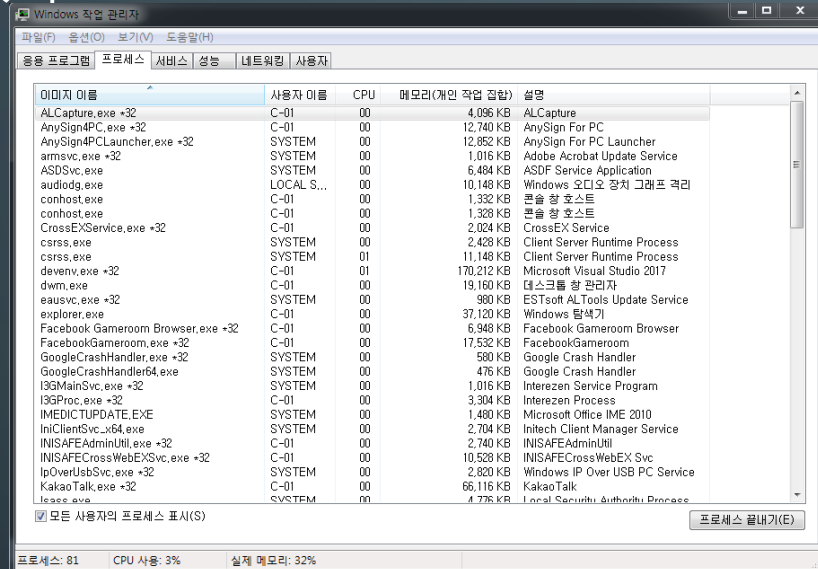 Windows 작업 관리자
파일(F) 옵션(O) 보기(V) 도움말(H)
응용 프로그램 프로세스 서비스 성능 네트워킹 사용자
이미지 이름 사용자 이름 CPU 메모리(개인 작업 집합) 설명
ALCapture.exe *32 C-01 00 4,096 KB ALCapture
AnySign4PC.exe *32 C-01 00 12,740 KB AnySign For PC
AnySign4PCLauncher.exe *32 SYSTEM 00 12,852 KB AnySign For PC Launcher
armsvc.exe *32 SYSTEM 00 1,016 KB Adobe Acrobat Update Service
ASDSvc.exe SYSTEM 00 6,484 KB ASDF Service Application
audiodg.exe LOCAL S... 00 10,148 KB Windows 오디오 장치 그래프 격리
conhost.exe C-01 00 1,332 KB 콘솔 창 호스트
conhost.exe C-01 00 1,328 KB 콘솔 창 호스트
CrossEXService.exe *32 C-01 00 2,024 KB CrossEX Service
csrss.exe SYSTEM 00 2,428 KB Client Server Runtime Process
csrss.exe SYSTEM 01 11,148 KB Client Server Runtime Process
devenv.exe *32 C-01 01 170,212 KB Microsoft Visual Studio 2017
dwm.exe C-01 00 19,160 KB 데스크톱 창 관리자
eausvc.exe *32 SYSTEM 00 980 KB ESTsoft ALTools Update Service
explorer.exe C-01 00 37,120 KB Windows 탐색기
Facebook Gameroom Browser.exe *32 C-01 00 6,948 KB Facebook Gameroom Browser
FacebookGameroom.exe *32 C-01 00 17,532 KB FacebookGameroom
GoogleCrashHandler.exe *32 SYSTEM 00 580 KB Google Crash Handler
GoogleCrashHandler64.exe SYSTEM 00 476 KB Google Crash Handler
I3GMainSvc.exe *32 SYSTEM 00 1,016 KB Interezen Service Program
I3GProc.exe *32 C-01 00 3,304 KB Interezen Process
IMEDICTUPDATE.EXE SYSTEM 00 1,480 KB Microsoft Office IME 2010
IniClientSvc_x64.exe SYSTEM 00 2,704 KB Initech Client Manager Service
INISAFEAdminUtil.exe *32 C-01 00 2,740 KB INISAFEAdminUtil
INISAFECrossWebEXSvc.exe *32 C-01 00 10,528 KB INISAFECrossWebEX Svc
IpOverUsbSvc.exe *32 SYSTEM 00 2,820 KB Windows IP Over USB PC Service
KakaoTalk.exe *32 C-01 00 66,116 KB KakaoTalk
lsass.exe SYSTEM 00 4,776 KB Local Security Authority Process
모든 사용자의 프로세스 표시(S) 프로세스 끝내기(E)
프로세스: 81 CPU 사용: 3% 실제 메모리: 32%